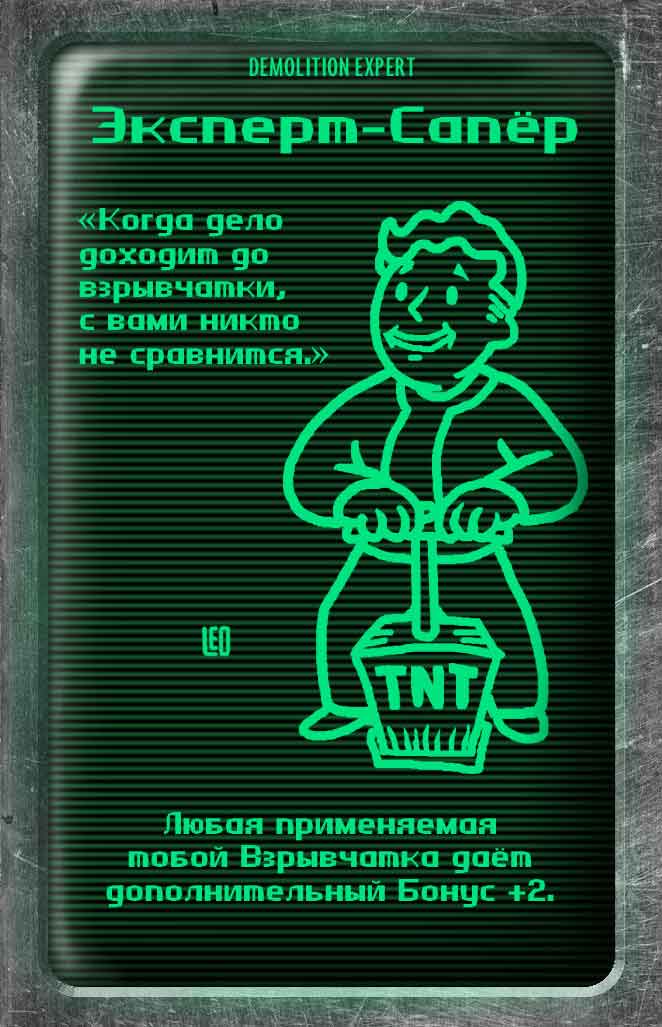 DEMOLITION EXPERT
Эксперт-Сапёр
«Когда дело
доходит до
взрывчатки,
с вами никто
не сравнится.»
LEO
TNT
Любая применяемая
тобой Взрывчатка даёт
дополнительный Бонус +2.